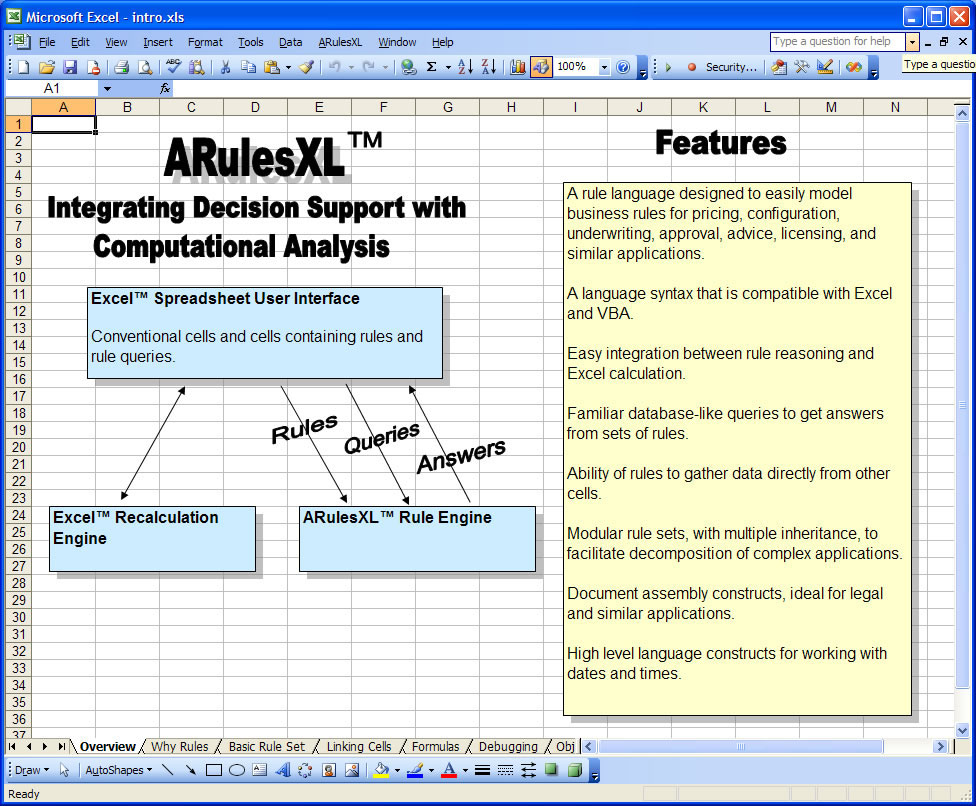 Microsoft Excel - intro.xls
File Edit View Insert Format Tools Data ARulesXL Window Help
Type a question for help
100%
Security...
Type a questio
A1
fx
A B C D E F G H I J K L M N
1
2
3
4
5
6
7
8
9
10
11
12
13
14
15
16
17
18
19
20
21
22
23
24
25
26
27
28
29
30
31
32
33
34
35
36
37
ARulesXL™
Integrating Decision Support with
Computational Analysis
Excel™ Spreadsheet User Interface
Conventional cells and cells containing rules and
rule queries.
Rules
Queries
Answers
Excel™ Recalculation
Engine
ARulesXL™ Rule Engine
Features
A rule language designed to easily model
business rules for pricing, configuration,
underwriting, approval, advice, licensing, and
similar applications.
A language syntax that is compatible with Excel
and VBA.
Easy integration between rule reasoning and
Excel calculation.
Familiar database-like queries to get answers
from sets of rules.
Ability of rules to gather data directly from other
cells.
Modular rule sets, with multiple inheritance, to
facilitate decomposition of complex applications.
Document assembly constructs, ideal for legal
and similar applications.
High level language constructs for working with
dates and times.
Overview Why Rules Basic Rule Set Linking Cells Formulas Debugging Obj
Draw AutoShapes
Ready